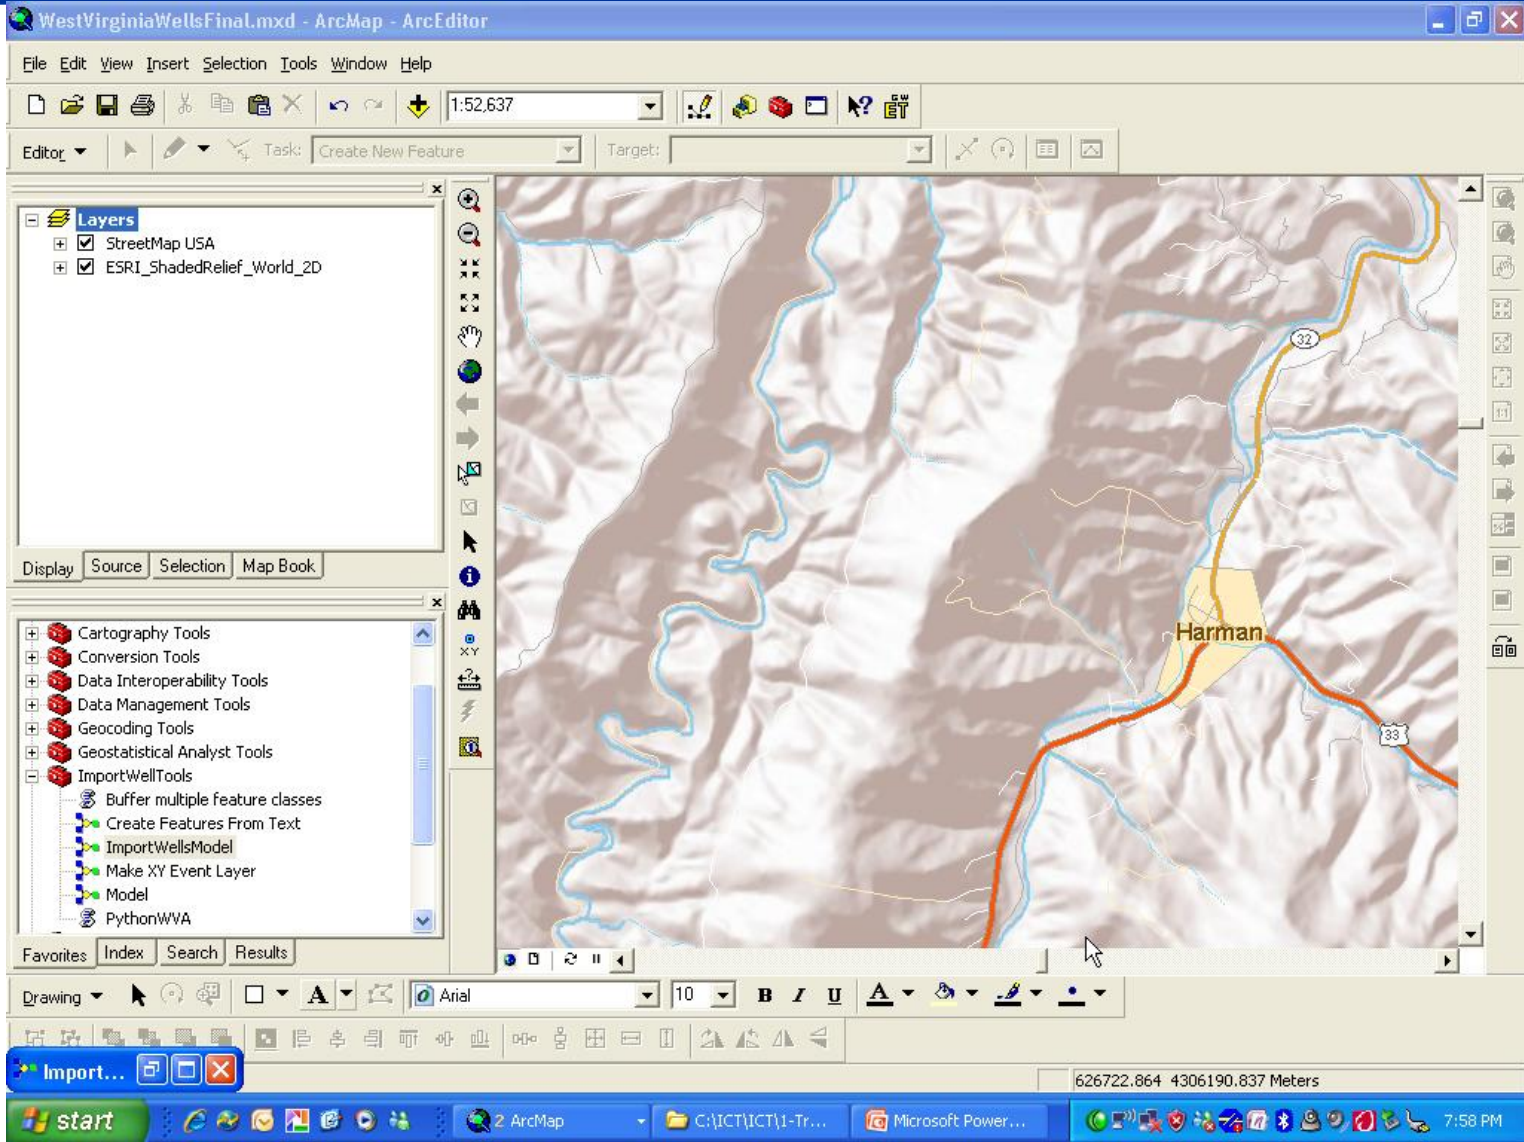 WestVirginiaWellsFinal.mxd - ArcMap - ArcEditor
File Edit View Insert Selection Tools Window Help
1:52,637
Editor Task: Create New Feature Target:
Layers
StreetMap USA
ESRI_ShadedRelief_World_2D
Display Source Selection Map Book
Cartography Tools
Conversion Tools
Data Interoperability Tools
Data Management Tools
Geocoding Tools
Geostatistical Analyst Tools
ImportWellTools
Buffer multiple feature classes
Create Features From Text
ImportWellsModel
Make XY Event Layer
Model
PythonWVA
Favorites Index Search Results
XY
1:1
32
Harman
33
Drawing A Arial 10 B I U A
Import...
626722.864 4306190.837 Meters
start 2 ArcMap C:\ICT\ICT\1-Tr... Microsoft Power... 7:58 PM